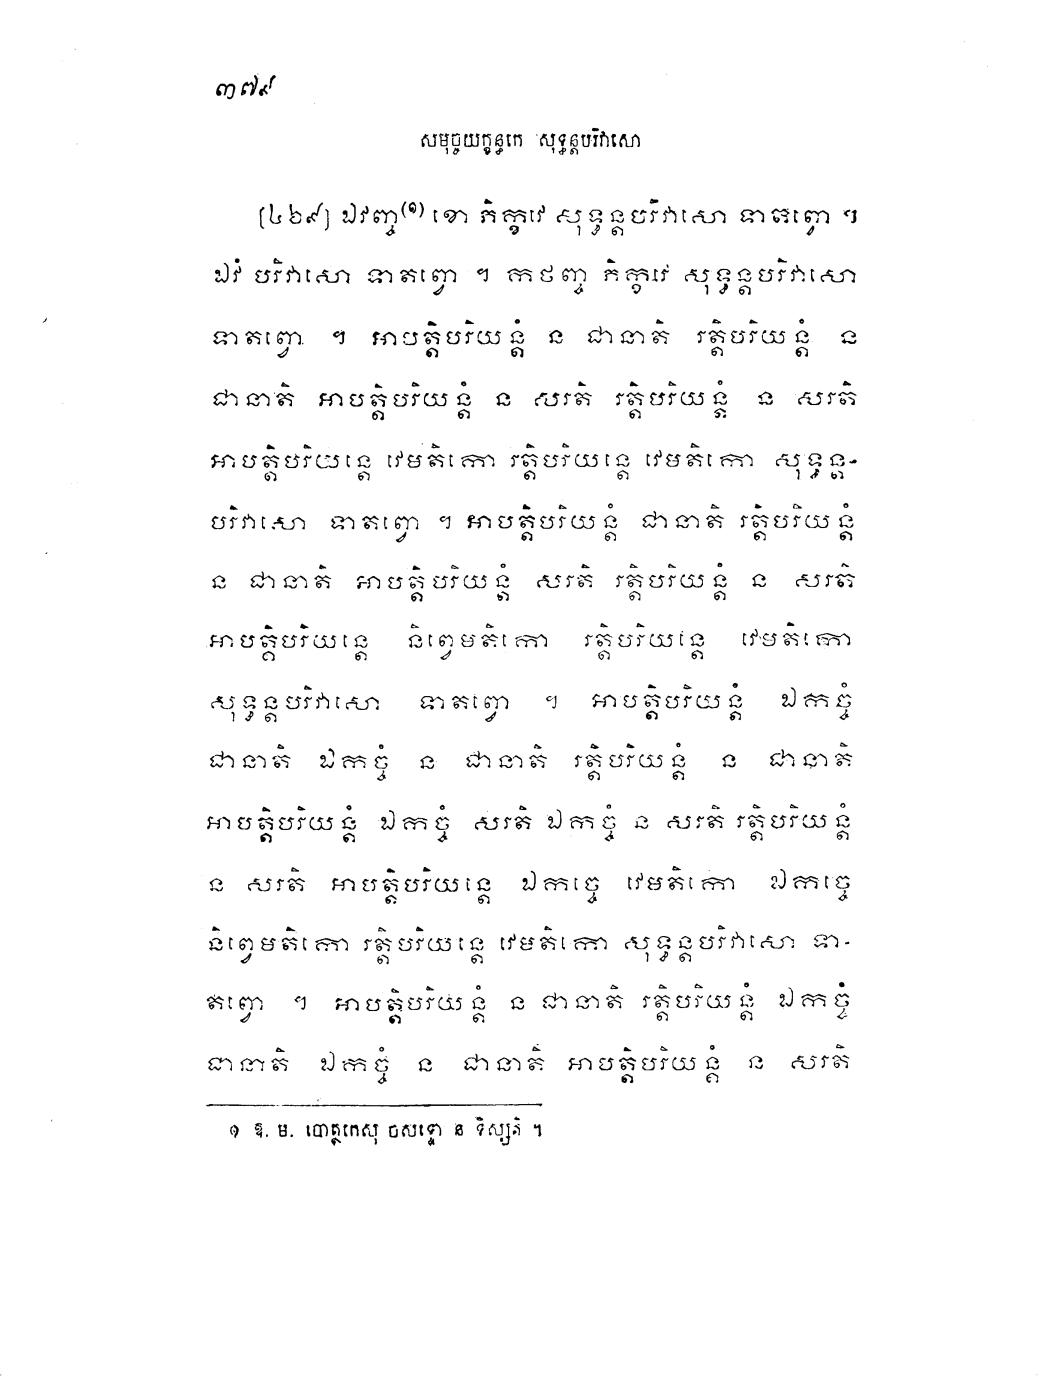 ៣៧៩
សមុច្ចយក្ខន្ធកេ សុទ្ធន្តបរិវាសោ
[៤៦៩] ឯវញ្ច(១) ខោ ភិក្ខវេ សុទ្ធន្តបរិវាសោ ទាតព្វោ ។
ឯវំ បរិវាសោ ទាតព្វោ ។ កថញ្ច ភិក្ខវេ សុទ្ធន្តបរិវាសោ
ទាតព្វោ ។ អាបត្តិបរិយន្តំ ន ជានាតិ រត្តិបរិយន្តំ ន
ជានាតិ អាបត្តិបរិយន្តំ ន សរតិ រត្តិបរិយន្តំ ន សរតិ
អាបត្តិបរិយន្តេ វេមតិកោ រត្តិបរិយន្តេ វេមតិកោ សុទ្ធន្ត-
បរិវាសោ ទាតព្វោ ។ អាបត្តិបរិយន្តំ ជានាតិ រត្តិបរិយន្តំ
ន ជានាតិ អាបត្តិបរិយន្តំ សរតិ រត្តិបរិយន្តំ ន សរតិ
អាបត្តិបរិយន្តេ និព្វេមតិកោ រត្តិបរិយន្តេ វេមតិកោ
សុទ្ធន្តបរិវាសោ ទាតព្វោ ។ អាបត្តិបរិយន្តំ ឯកច្ចំ
ជានាតិ ឯកច្ចំ ន ជានាតិ រត្តិបរិយន្តំ ន ជានាតិ
អាបត្តិបរិយន្តំ ឯកច្ចំ សរតិ ឯកច្ចំ ន សរតិ រត្តិបរិយន្តំ
ន សរតិ អាបត្តិបរិយន្តេ ឯកច្ចេ វេមតិកោ ឯកច្ចេ
និព្វេមតិកោ រត្តិបរិយន្តេ វេមតិកោ សុទ្ធន្តបរិវាសោ ទា-
តព្វោ ។ អាបត្តិបរិយន្តំ ន ជានាតិ រត្តិបរិយន្តំ ឯកច្ចំ
ជានាតិ ឯកច្ចំ ន ជានាតិ អាបត្តិបរិយន្តំ ន សរតិ
១ ឱ. ម. បោត្ថកេសុ ចសទ្ទោ ន ទិស្សតិ ។